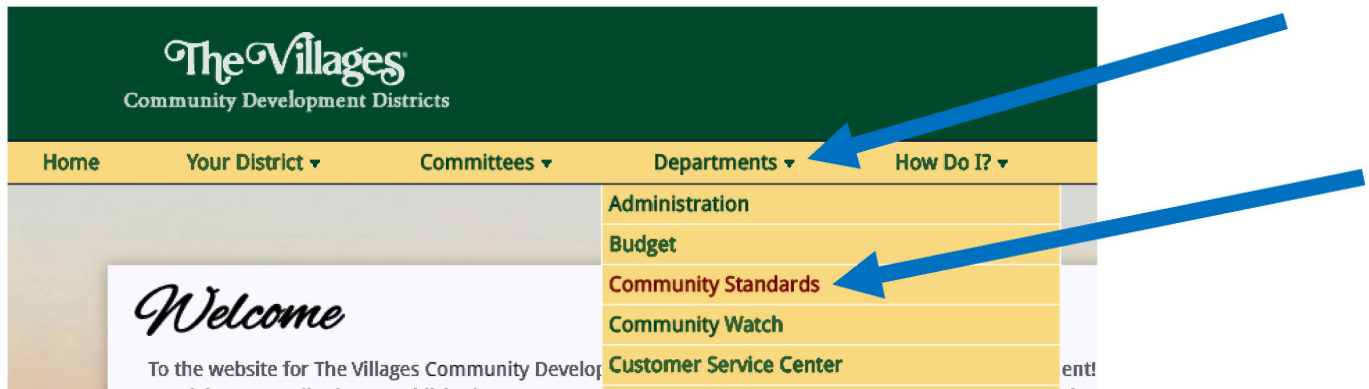 The Villages®
Community Development Districts
Home Your District ▾ Committees ▾ Departments ▾ How Do I? ▾
Administration
Budget
Community Standards
Community Watch
Customer Service Center
Welcome
To the website for The Villages Community Develop ent!